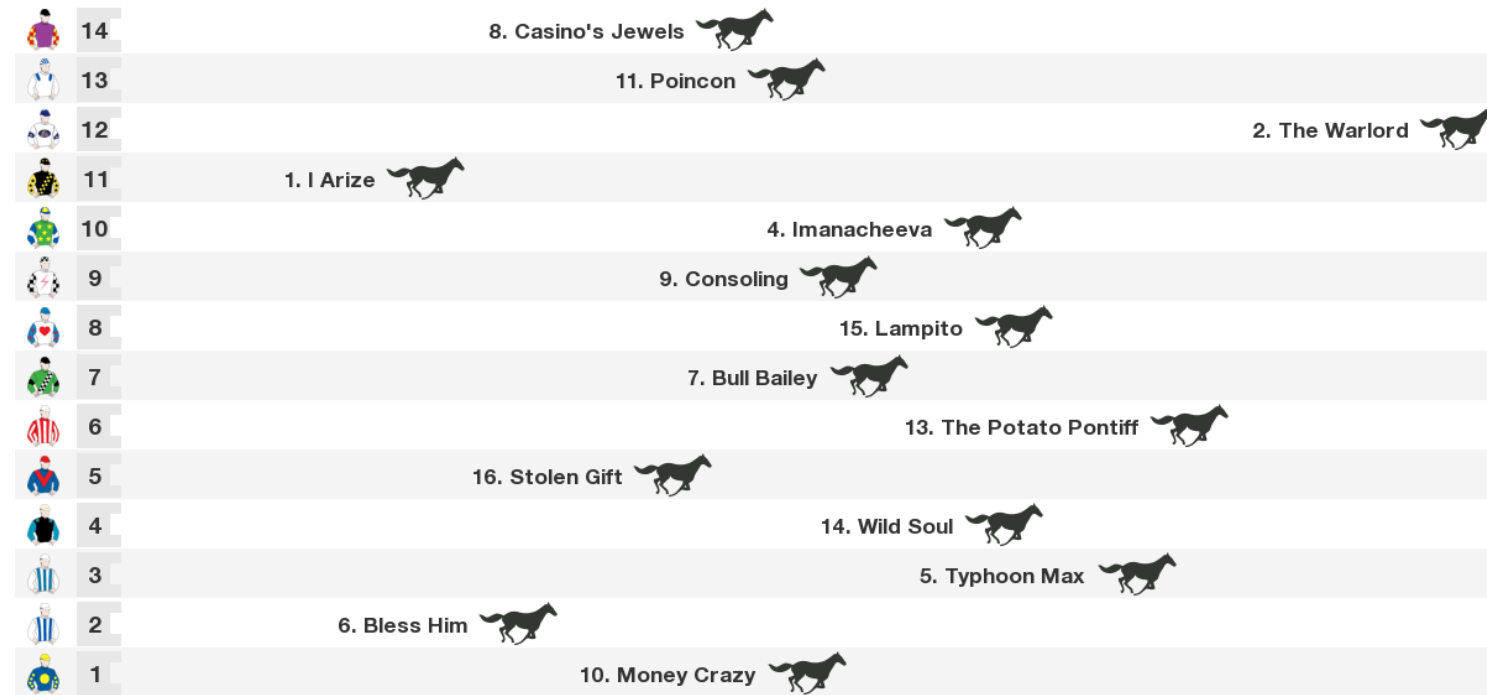 14 8. Casino's Jewels
13 11. Poincon
12 2. The Warlord
11 1. I Arize
10 4. Imanacheeva
9 9. Consoling
8 15. Lampito
7 7. Bull Bailey
6 13. The Potato Pontiff
5 16. Stolen Gift
4 14. Wild Soul
3 5. Typhoon Max
2 6. Bless Him
1 10. Money Crazy